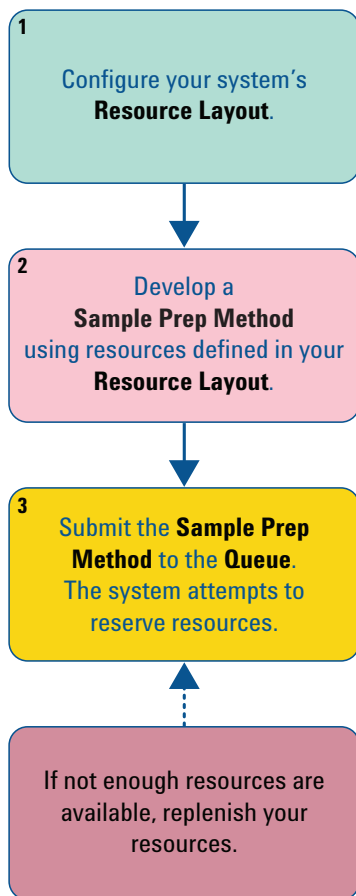 1
Configure your system's
Resource Layout.
2
Develop a
Sample Prep Method
using resources defined in your
Resource Layout.
3
Submit the Sample Prep
Method to the Queue.
The system attempts to
reserve resources.
If not enough resources are
available, replenish your
resources.